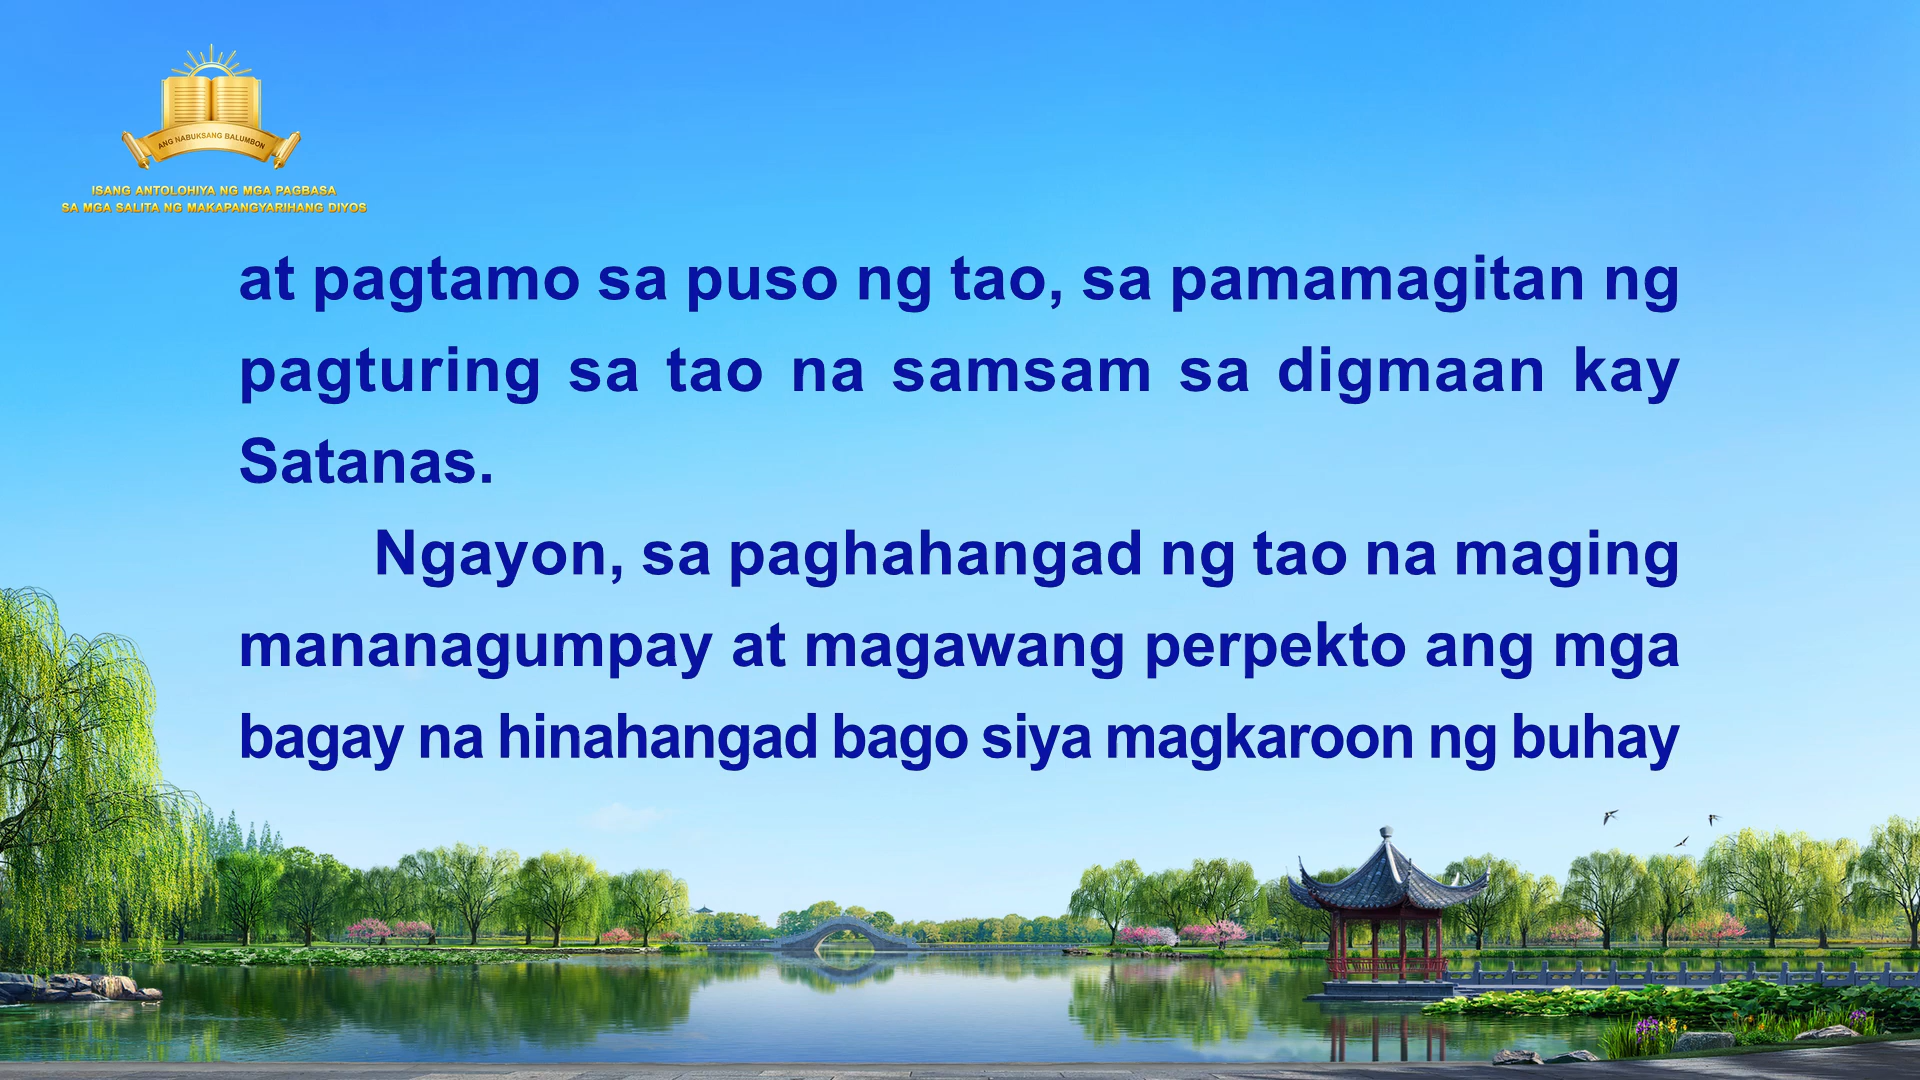 ANG NABUKSANG BALUMBON
ISANG ANTOLOHIYA NG MGA PAGBASA
SA MGA SALITA NG MAKAPANGYARIHANG DIYOS
at pagtamo sa puso ng tao, sa pamamagitan ng
pagturing sa tao na samsam sa digmaan kay
Satanas.
Ngayon, sa paghahangad ng tao na maging
mananagumpay at magawang perpekto ang mga
bagay na hinahangad bago siya magkaroon ng buhay